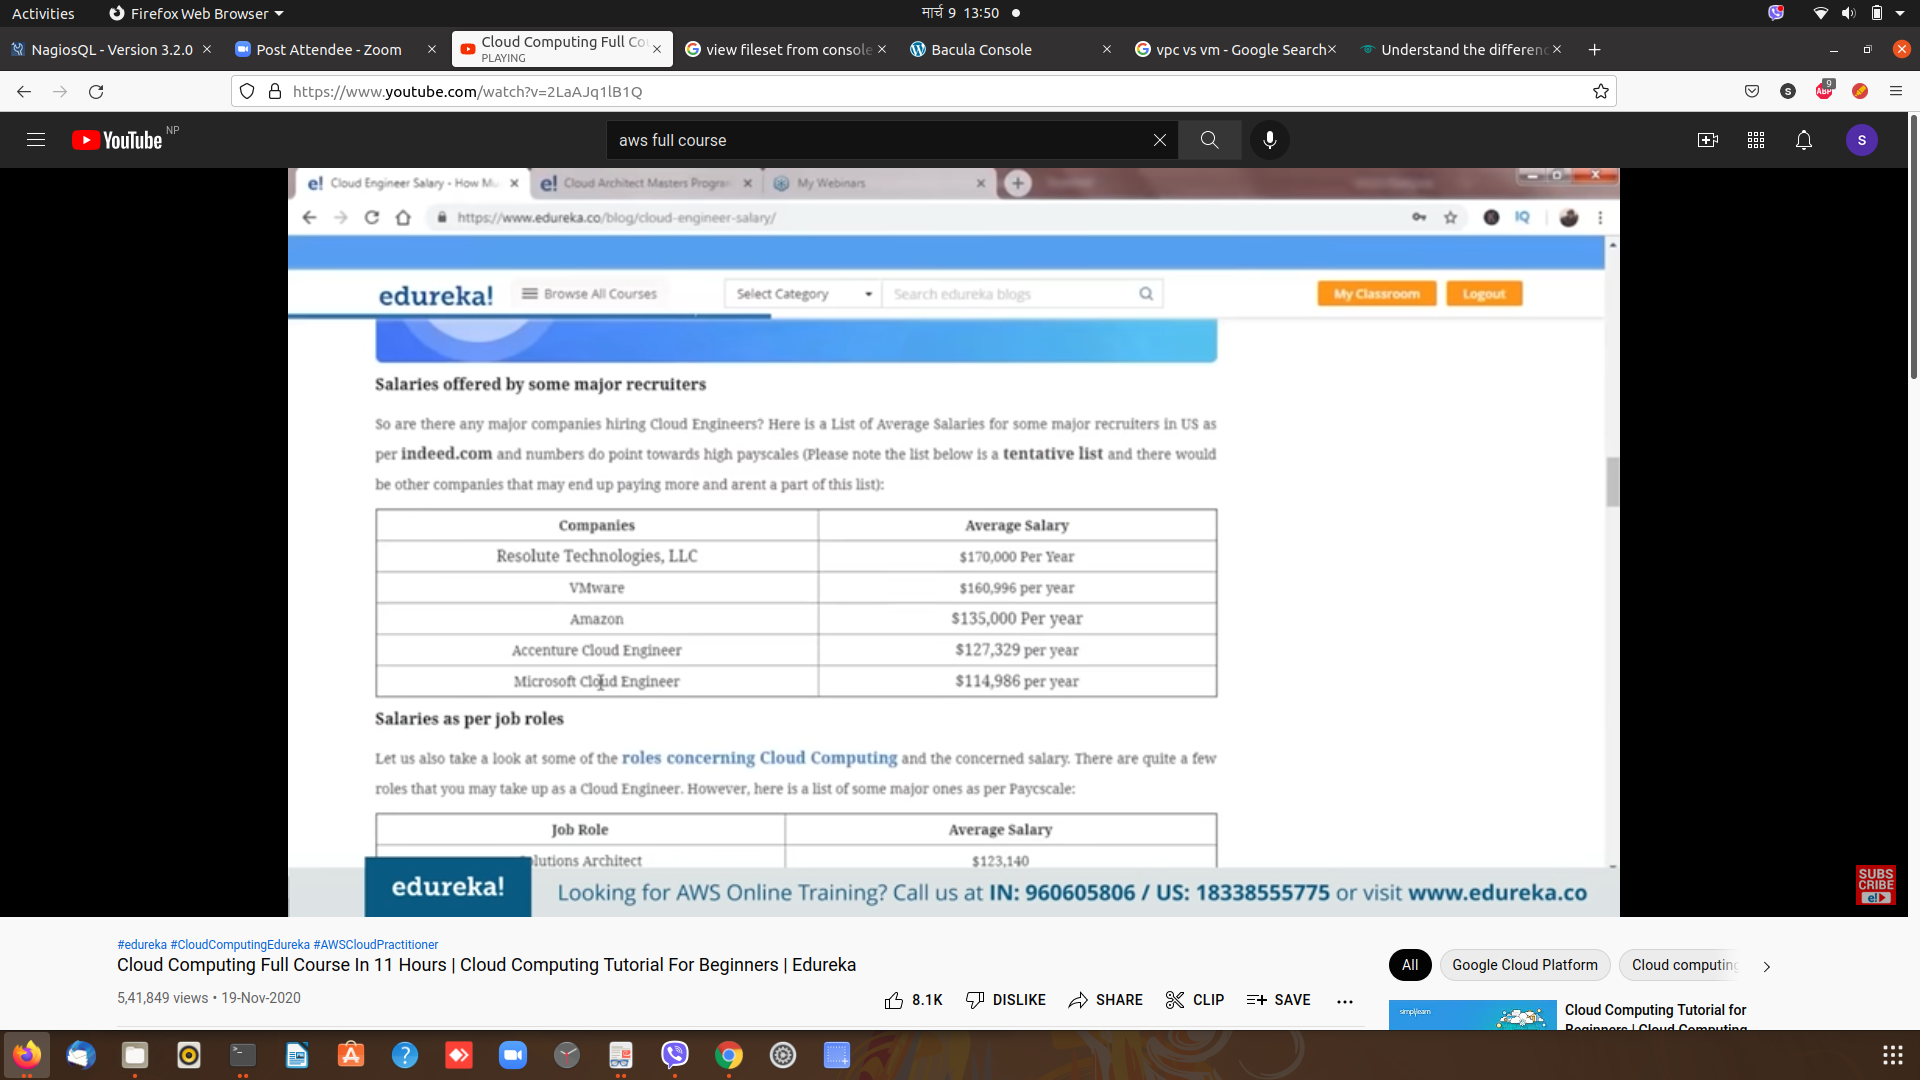 Activities
Firefox Web Browser
मार्च 9 13:50
NagiosQL - Version 3.2.0
Post Attendee - Zoom
Cloud Computing Full Co
PLAYING
view fileset from console
Bacula Console
vpc vs vm - Google Search
Understand the differenc
https://www.youtube.com/watch?v=2LaAJq1lB1Q
S
ABP
9
YouTube NP
aws full course
S
Cloud Engineer Salary - How Mu
Cloud Architect Masters Program
My Webinars
https://www.edureka.co/blog/cloud-engineer-salary/
IQ
edureka!
Browse All Courses
Select Category
Search edureka blogs
My Classroom
Logout
Salaries offered by some major recruiters
So are there any major companies hiring Cloud Engineers? Here is a List of Average Salaries for some major recruiters in US as
per indeed.com and numbers do point towards high payscales (Please note the list below is a tentative list and there would
be other companies that may end up paying more and arent a part of this list):
Companies Average Salary
Resolute Technologies, LLC $170,000 Per Year
VMware $160,996 per year
Amazon $135,000 Per year
Accenture Cloud Engineer $127,329 per year
Microsoft Cloud Engineer $114,986 per year
Salaries as per job roles
Let us also take a look at some of the roles concerning Cloud Computing and the concerned salary. There are quite a few
roles that you may take up as a Cloud Engineer. However, here is a list of some major ones as per Paycscale:
Job Role Average Salary
olutions Architect $123,140
edureka!
Looking for AWS Online Training? Call us at IN: 960605806 / US: 18338555775 or visit www.edureka.co
SUBS
CRIBE
e!
#edureka #CloudComputingEdureka #AWSCloudPractitioner
Cloud Computing Full Course In 11 Hours | Cloud Computing Tutorial For Beginners | Edureka
5,41,849 views • 19-Nov-2020
8.1K
DISLIKE
SHARE
CLIP
SAVE
All
Google Cloud Platform
Cloud computing
simplilearn
Cloud Computing Tutorial for
Beginners | Cloud Computing